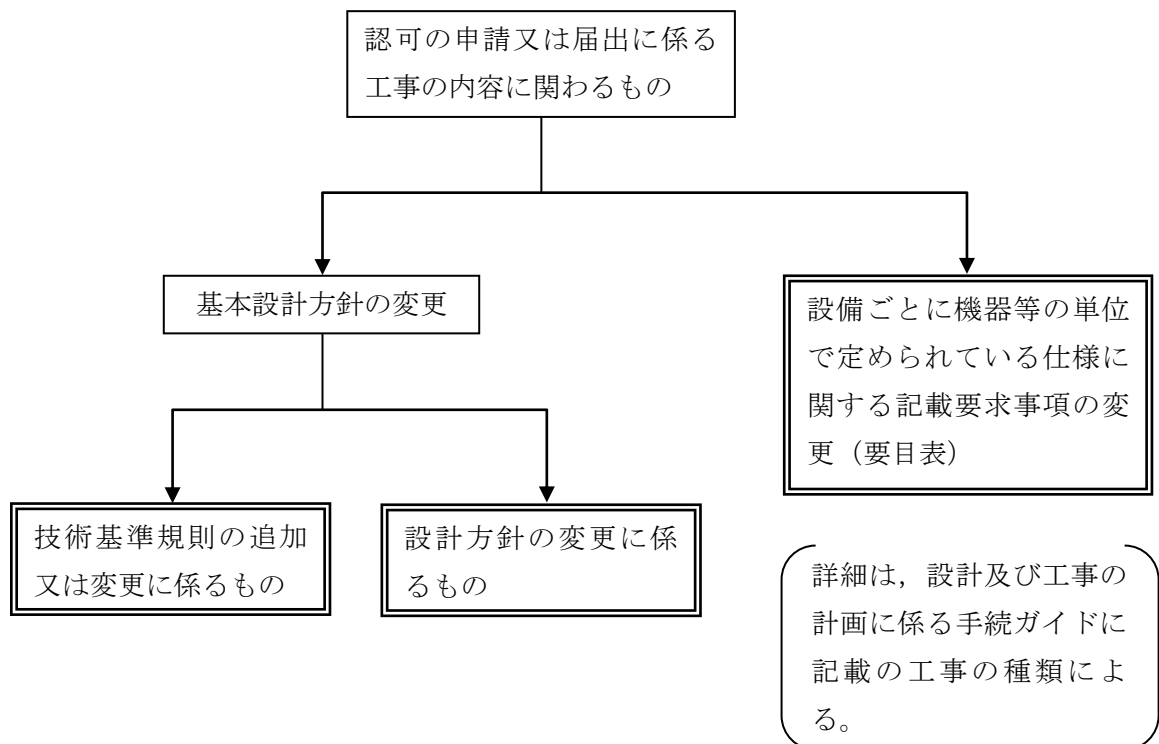 認可の申請又は届出に係る
工事の内容に関わるもの
基本設計方針の変更
設備ごとに機器等の単位
で定められている仕様に
関する記載要求事項の変
更（要目表）
技術基準規則の追加
又は変更に係るもの
設計方針の変更に係
るもの
詳細は，設計及び工事の
計画に係る手続ガイドに
記載の工事の種類によ
る。